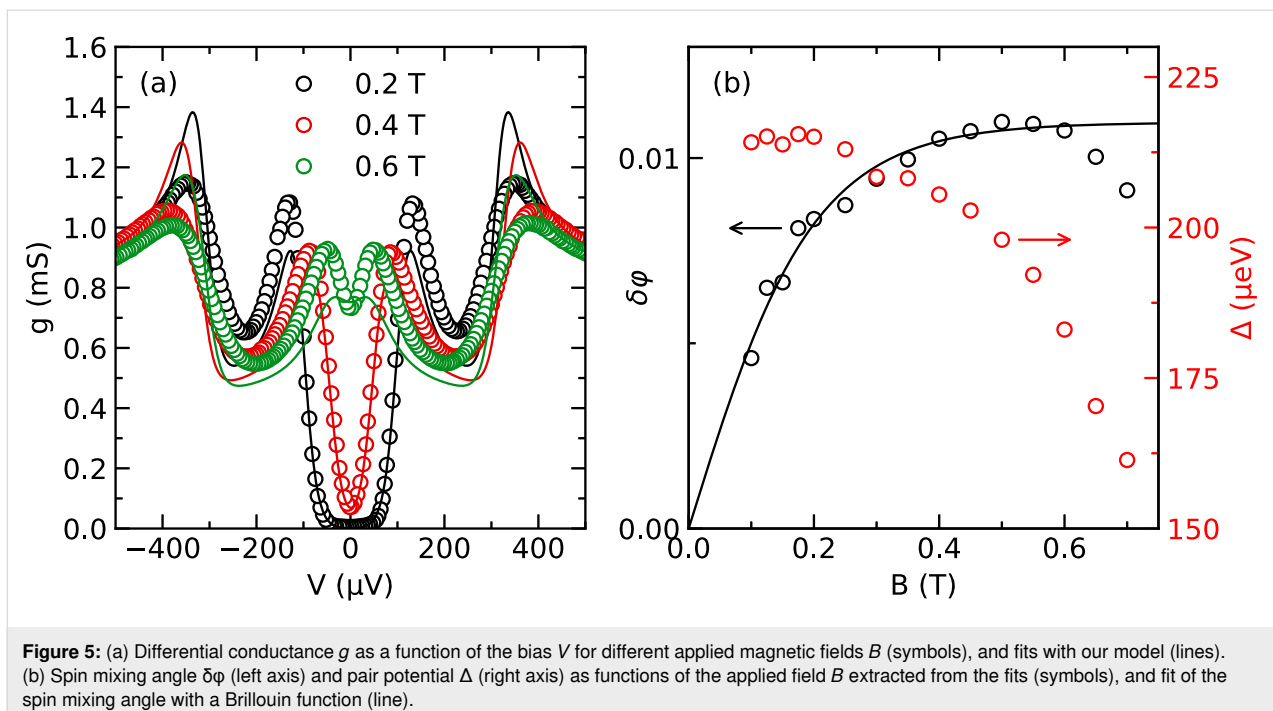 (a)
0.2 T
0.4 T
0.6 T
1.6
1.4
1.2
1.0
0.8
0.6
0.4
0.2
0.0
g (mS)
−400 −200 0 200 400
V (μV)
(b)
0.01
0.00
δφ
0.0 0.2 0.4 0.6
B (T)
225
200
175
150
Δ (μeV)
Figure 5: (a) Differential conductance g as a function of the bias V for different applied magnetic fields B (symbols), and fits with our model (lines).
(b) Spin mixing angle δφ (left axis) and pair potential Δ (right axis) as functions of the applied field B extracted from the fits (symbols), and fit of the
spin mixing angle with a Brillouin function (line).